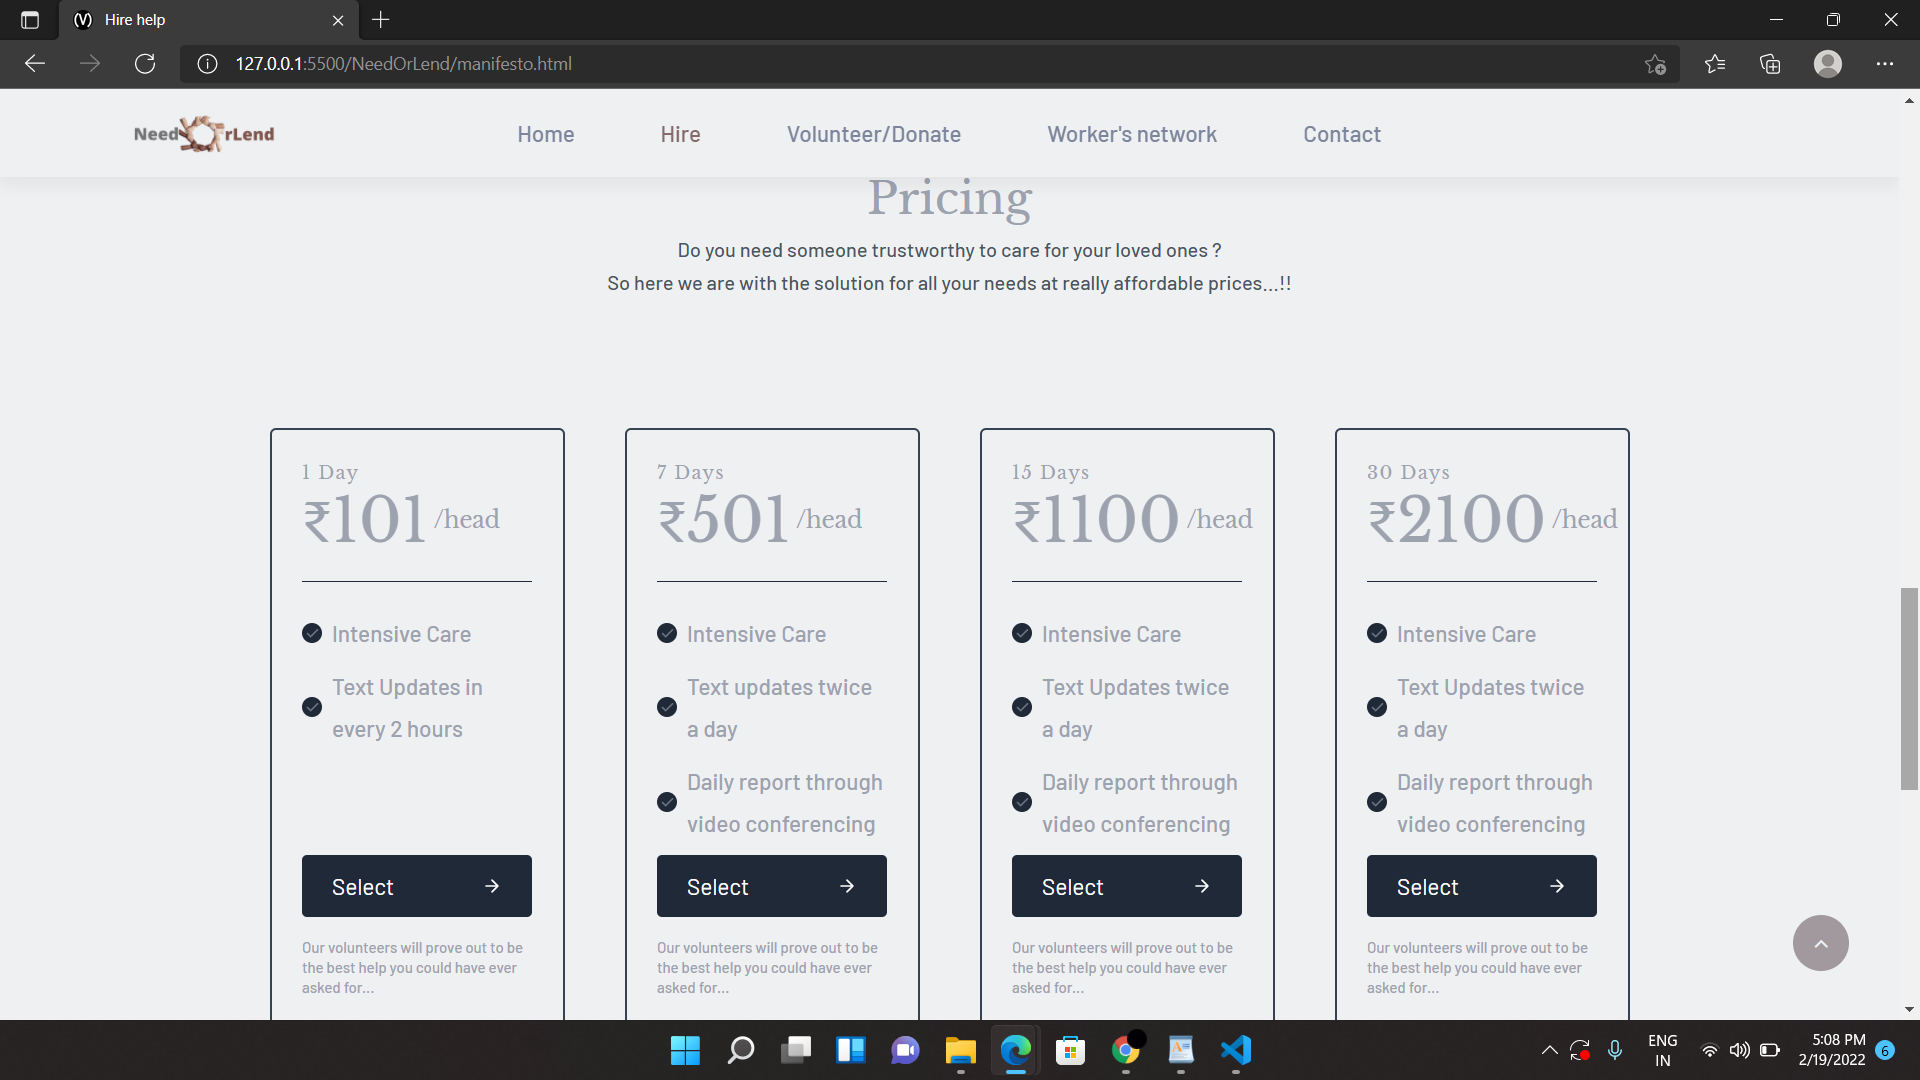 Hire help
127.0.0.1:5500/NeedOrLend/manifesto.html
NeedOrLend
Home
Hire
Volunteer/Donate
Worker's network
Contact
Pricing
Do you need someone trustworthy to care for your loved ones ?
So here we are with the solution for all your needs at really affordable prices...!!
1 Day
₹101 /head
Intensive Care
Text Updates in
every 2 hours
Select
Our volunteers will prove out to be
the best help you could have ever
asked for...
7 Days
₹501 /head
Intensive Care
Text updates twice
a day
Daily report through
video conferencing
Select
Our volunteers will prove out to be
the best help you could have ever
asked for...
15 Days
₹1100 /head
Intensive Care
Text Updates twice
a day
Daily report through
video conferencing
Select
Our volunteers will prove out to be
the best help you could have ever
asked for...
30 Days
₹2100 /head
Intensive Care
Text Updates twice
a day
Daily report through
video conferencing
Select
Our volunteers will prove out to be
the best help you could have ever
asked for...
ENG
IN
5:08 PM
2/19/2022
6